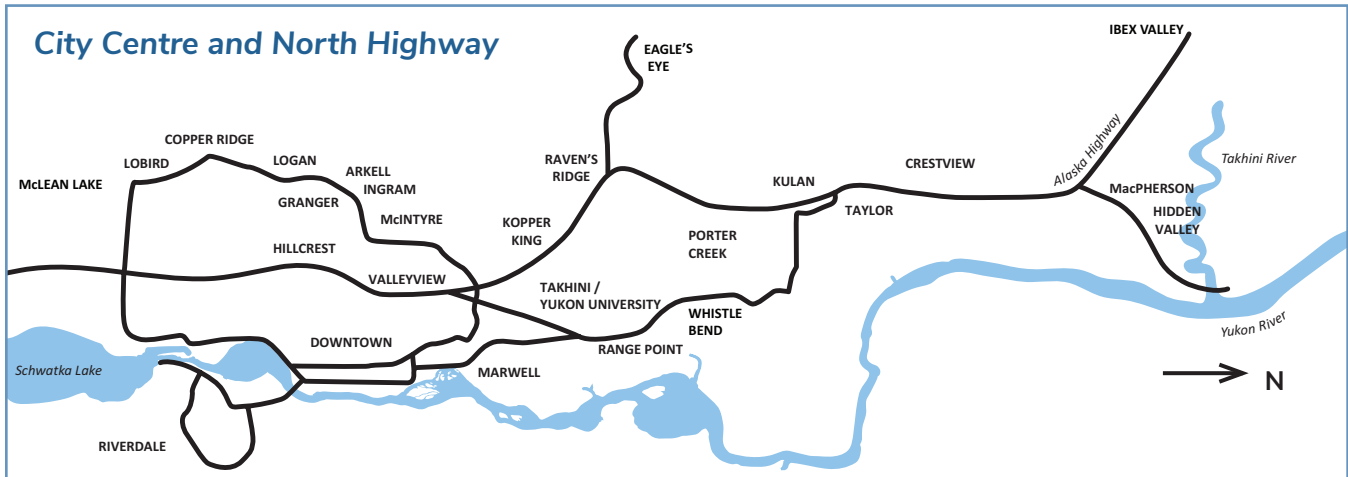 City Centre and North Highway
IBEX VALLEY
EAGLE'S
EYE
COPPER RIDGE
LOBIRD
LOGAN
McLEAN LAKE
ARKELL
INGRAM
GRANGER
McINTYRE
RAVEN'S
RIDGE
KULAN
CRESTVIEW
Alaska Highway
Takhini River
MacPHERSON
HIDDEN
VALLEY
TAYLOR
KOPPER
KING
PORTER
CREEK
HILLCREST
VALLEYVIEW
TAKHINI /
YUKON UNIVERSITY
WHISTLE
BEND
Yukon River
DOWNTOWN
RANGE POINT
Schwatka Lake
MARWELL
N
RIVERDALE